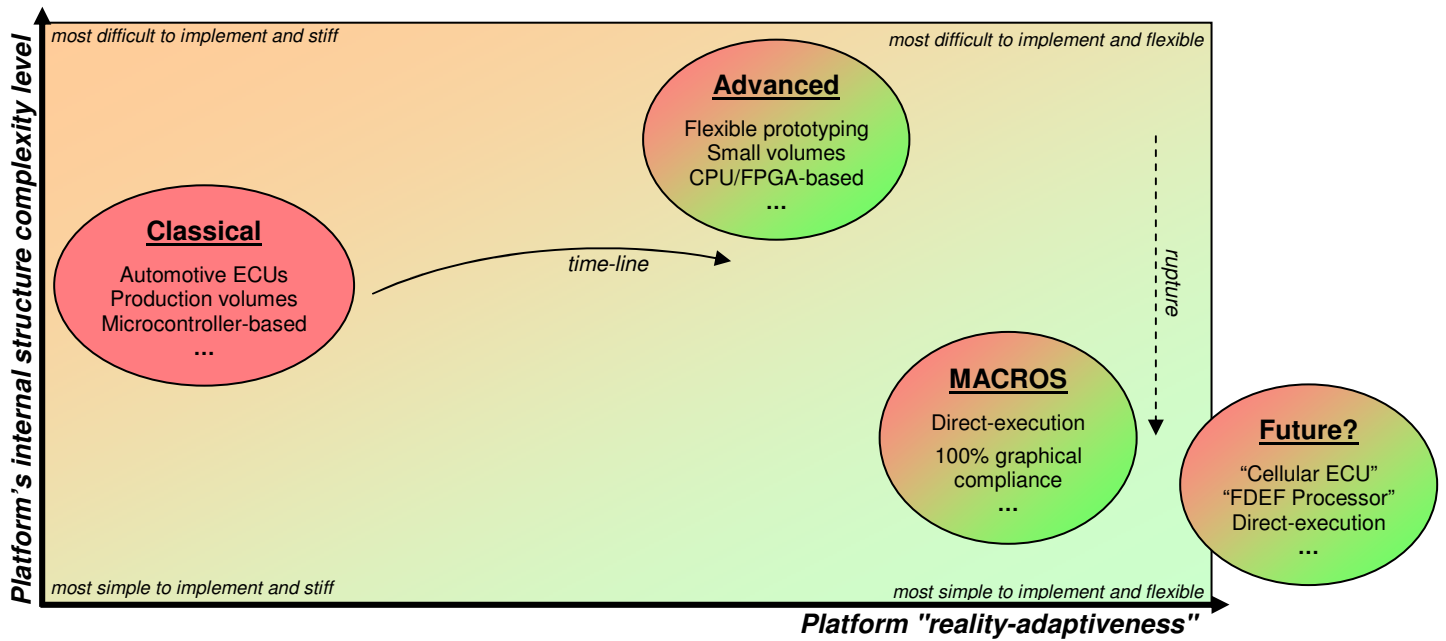 Platform's internal structure complexity level
most difficult to implement and stiff
most difficult to implement and flexible
Advanced
Flexible prototyping
Small volumes
CPU/FPGA-based
...
Classical
Automotive ECUs
Production volumes
Microcontroller-based
...
time-line
rupture
MACROS
Direct-execution
100% graphical
compliance
...
Future?
“Cellular ECU”
“FDEF Processor”
Direct-execution
...
most simple to implement and stiff
most simple to implement and flexible
Platform "reality-adaptiveness"